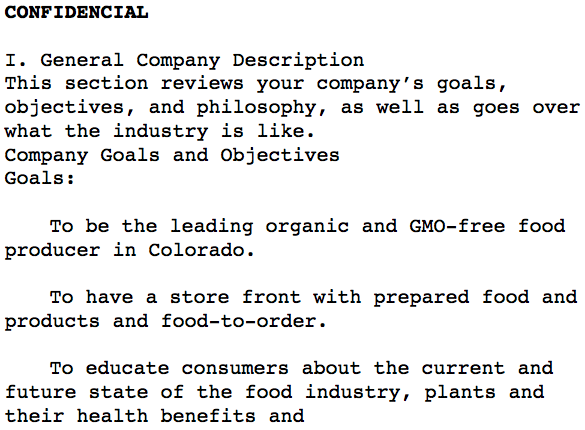 CONFIDENCIAL
I. General Company Description
This section reviews your company’s goals,
objectives, and philosophy, as well as goes over
what the industry is like.
Company Goals and Objectives
Goals:
To be the leading organic and GMO-free food
producer in Colorado.
To have a store front with prepared food and
products and food-to-order.
To educate consumers about the current and
future state of the food industry, plants and
their health benefits and